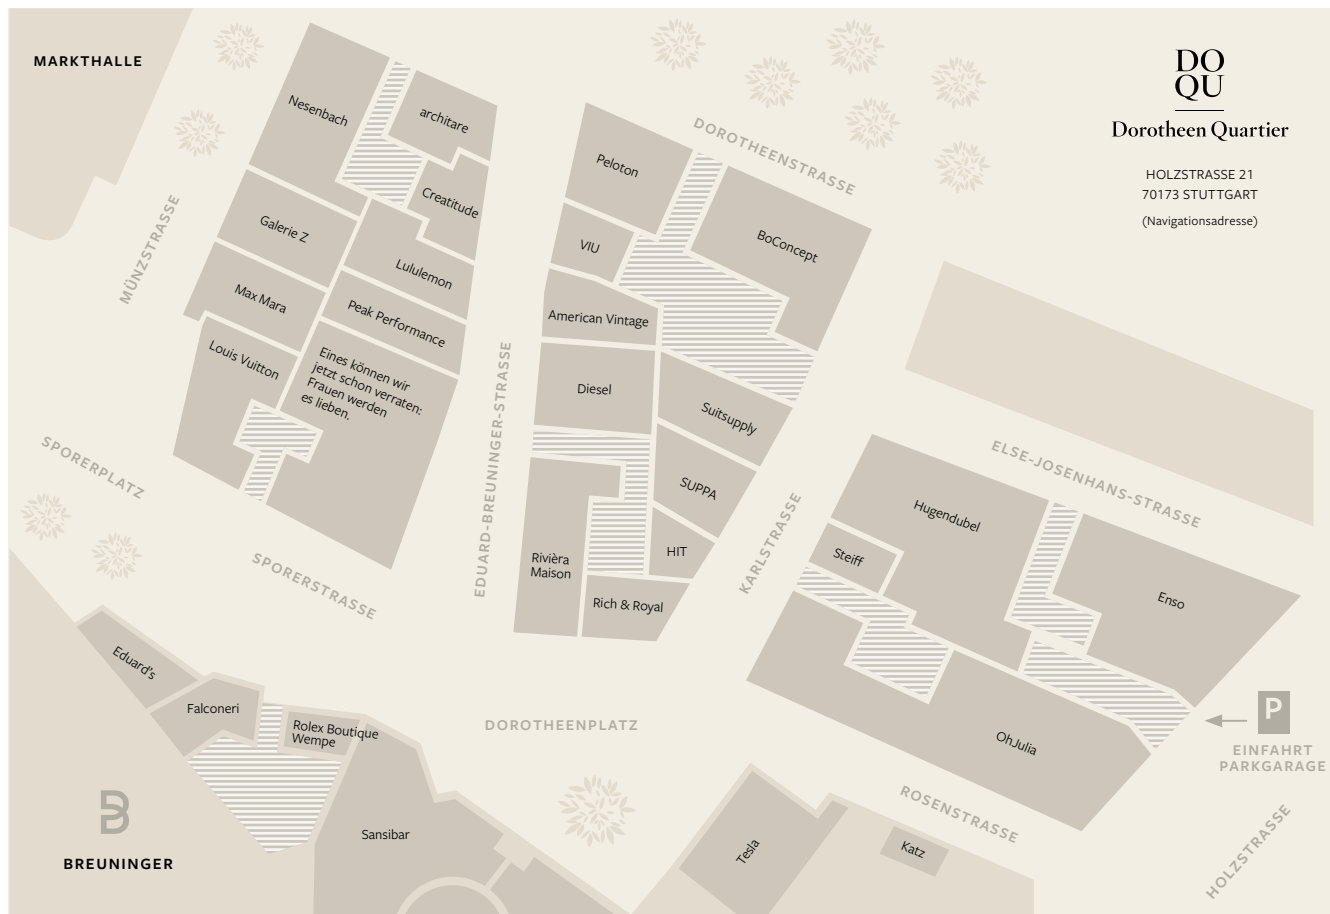 MARKTHALLE
DO
QU
Dorotheen Quartier
HOLZSTRASSE 21
70173 STUTTGART
(Navigationsadresse)
Nesenbach
architare
Creatitude
Galerie Z
Lululemon
Max Mara
Peak Performance
Louis Vuitton
Eines können wir
jetzt schon verraten:
Frauen werden
es lieben.
MÜNZSTRASSE
SPORERPLATZ
SPORERSTRASSE
EDUARD-BREUNINGER-STRASSE
DOROTHEENSTRASSE
Peloton
BoConcept
VIU
American Vintage
Diesel
Suitsupply
SUPPA
HIT
Rivièra
Maison
Rich & Royal
KARLSTRASSE
ELSE-JOSENHANS-STRASSE
Hugendubel
Steiff
Enso
OhJulia
P
EINFAHRT
PARKGARAGE
HOLZSTRASSE
ROSENSTRASSE
DOROTHEENPLATZ
Eduard's
Falconeri
Rolex Boutique
Wempe
Sansibar
Tesla
Katz
B
BREUNINGER